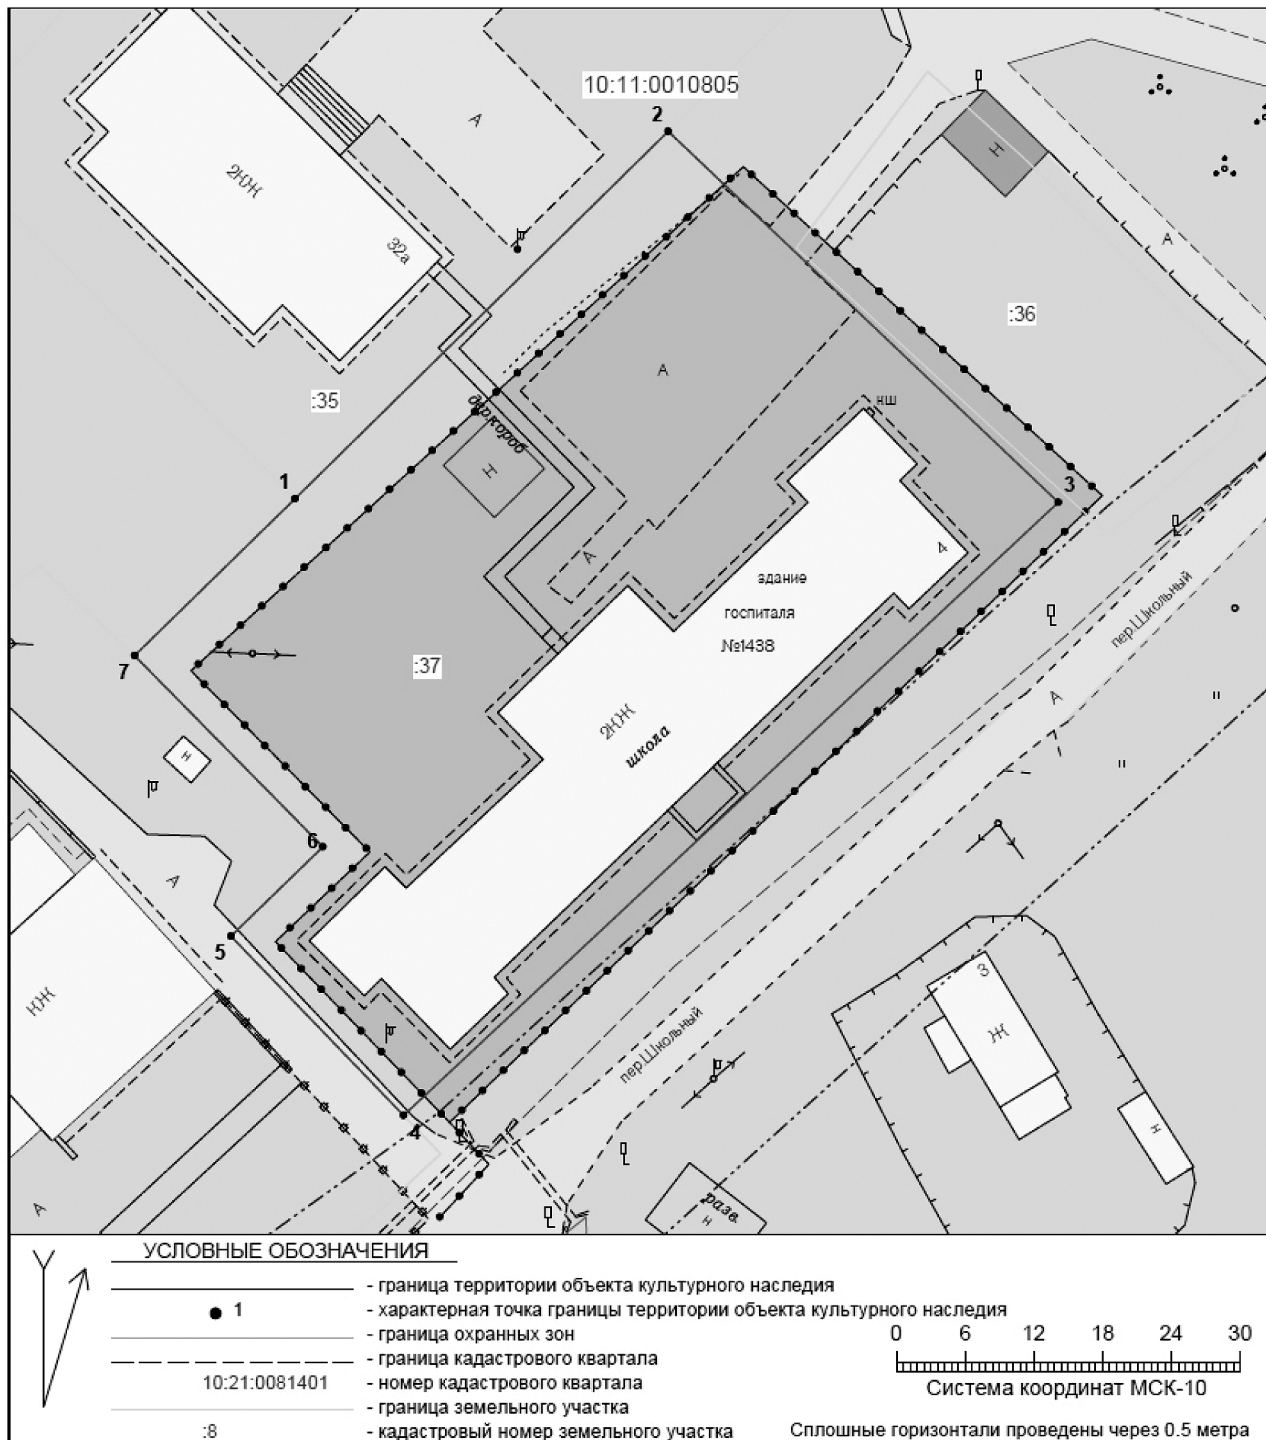 10:11:0010805
2
А
2КЖ
Н
32а
А
:36
А
:35
кш
деркороб
Н
1
3
4
А
здание
госпиталя
№1438
пер.Школьный
:37
7
А
2КЖ
школа
н
6
А
5
3
КЖ
Ж
пер.Школьный
4
н
А
разв.
н
УСЛОВНЫЕ ОБОЗНАЧЕНИЯ
- граница территории объекта культурного наследия
1 - характерная точка границы территории объекта культурного наследия
- граница охранных зон
- граница кадастрового квартала
10:21:0081401 - номер кадастрового квартала
- граница земельного участка
:8 - кадастровый номер земельного участка
0 6 12 18 24 30
Система координат МСК-10
Сплошные горизонтали проведены через 0.5 метра